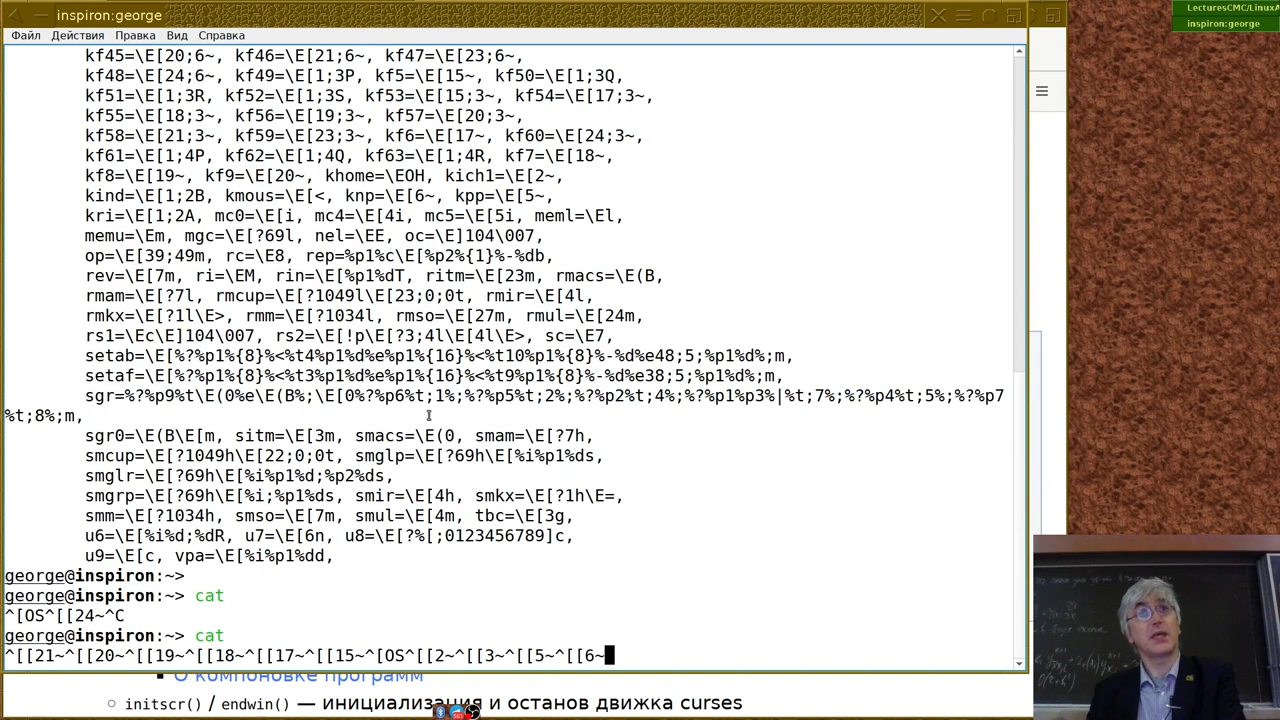 inspiron:george
LecturesCMC/LinuxA
inspiron:george
Файл Действия Правка Вид Справка
kf45=\E[20;6~, kf46=\E[21;6~, kf47=\E[23;6~,
kf48=\E[24;6~, kf49=\E[1;3P, kf5=\E[15~, kf50=\E[1;3Q,
kf51=\E[1;3R, kf52=\E[1;3S, kf53=\E[15;3~, kf54=\E[17;3~,
kf55=\E[18;3~, kf56=\E[19;3~, kf57=\E[20;3~,
kf58=\E[21;3~, kf59=\E[23;3~, kf6=\E[17~, kf60=\E[24;3~,
kf61=\E[1;4P, kf62=\E[1;4Q, kf63=\E[1;4R, kf7=\E[18~,
kf8=\E[19~, kf9=\E[20~, khome=\EOH, kich1=\E[2~,
kind=\E[1;2B, kmous=\E[<, knp=\E[6~, kpp=\E[5~,
kri=\E[1;2A, mc0=\E[i, mc4=\E[4i, mc5=\E[5i, meml=\El,
memu=\Em, mgc=\E[?69l, nel=\EE, oc=\E]104\007,
op=\E[39;49m, rc=\E8, rep=%p1%c\E[%p2%{1}%-%db,
rev=\E[7m, ri=\EM, rin=\E[%p1%dT, ritm=\E[23m, rmacs=\E(B,
rmam=\E[?7l, rmcup=\E[?1049l\E[23;0;0t, rmir=\E[4l,
rmkx=\E[?1l\E>, rmm=\E[?1034l, rmso=\E[27m, rmul=\E[24m,
rs1=\Ec\E]104\007, rs2=\E[!p\E[?3;4l\E[4l\E>, sc=\E7,
setab=\E[%?%p1%{8}%<%t4%p1%d%e%p1%{16}%<%t10%p1%{8}%-%d%e48;5;%p1%d%;m,
setaf=\E[%?%p1%{8}%<%t3%p1%d%e%p1%{16}%<%t9%p1%{8}%-%d%e38;5;%p1%d%;m,
sgr=%?%p9%t\E(0%e\E(B%;\E[0%?%p6%t;1%;%?%p5%t;2%;%?%p2%t;4%;%?%p1%p3%|%t;7%;%?%p4%t;5%;%?%p7
%t;8%;m,
sgr0=\E(B\E[m, sitm=\E[3m, smacs=\E(0, smam=\E[?7h,
smcup=\E[?1049h\E[22;0;0t, smglp=\E[?69h\E[%i%p1%ds,
smglr=\E[?69h\E[%i%p1%d;%p2%ds,
smgrp=\E[?69h\E[%i;%p1%ds, smir=\E[4h, smkx=\E[?1h\E=,
smm=\E[?1034h, smso=\E[7m, smul=\E[4m, tbc=\E[3g,
u6=\E[%i%d;%dR, u7=\E[6n, u8=\E[?%[;0123456789]c,
u9=\E[c, vpa=\E[%i%p1%dd,
george@inspiron:~>
george@inspiron:~> cat
^[OS^[[24~^C
george@inspiron:~> cat
^[[21~^[[20~^[[19~^[[18~^[[17~^[[15~^[OS^[[2~^[[3~^[[5~^[[6~
О компоновке программ
initscr() / endwin() — инициализация и останов движка curses